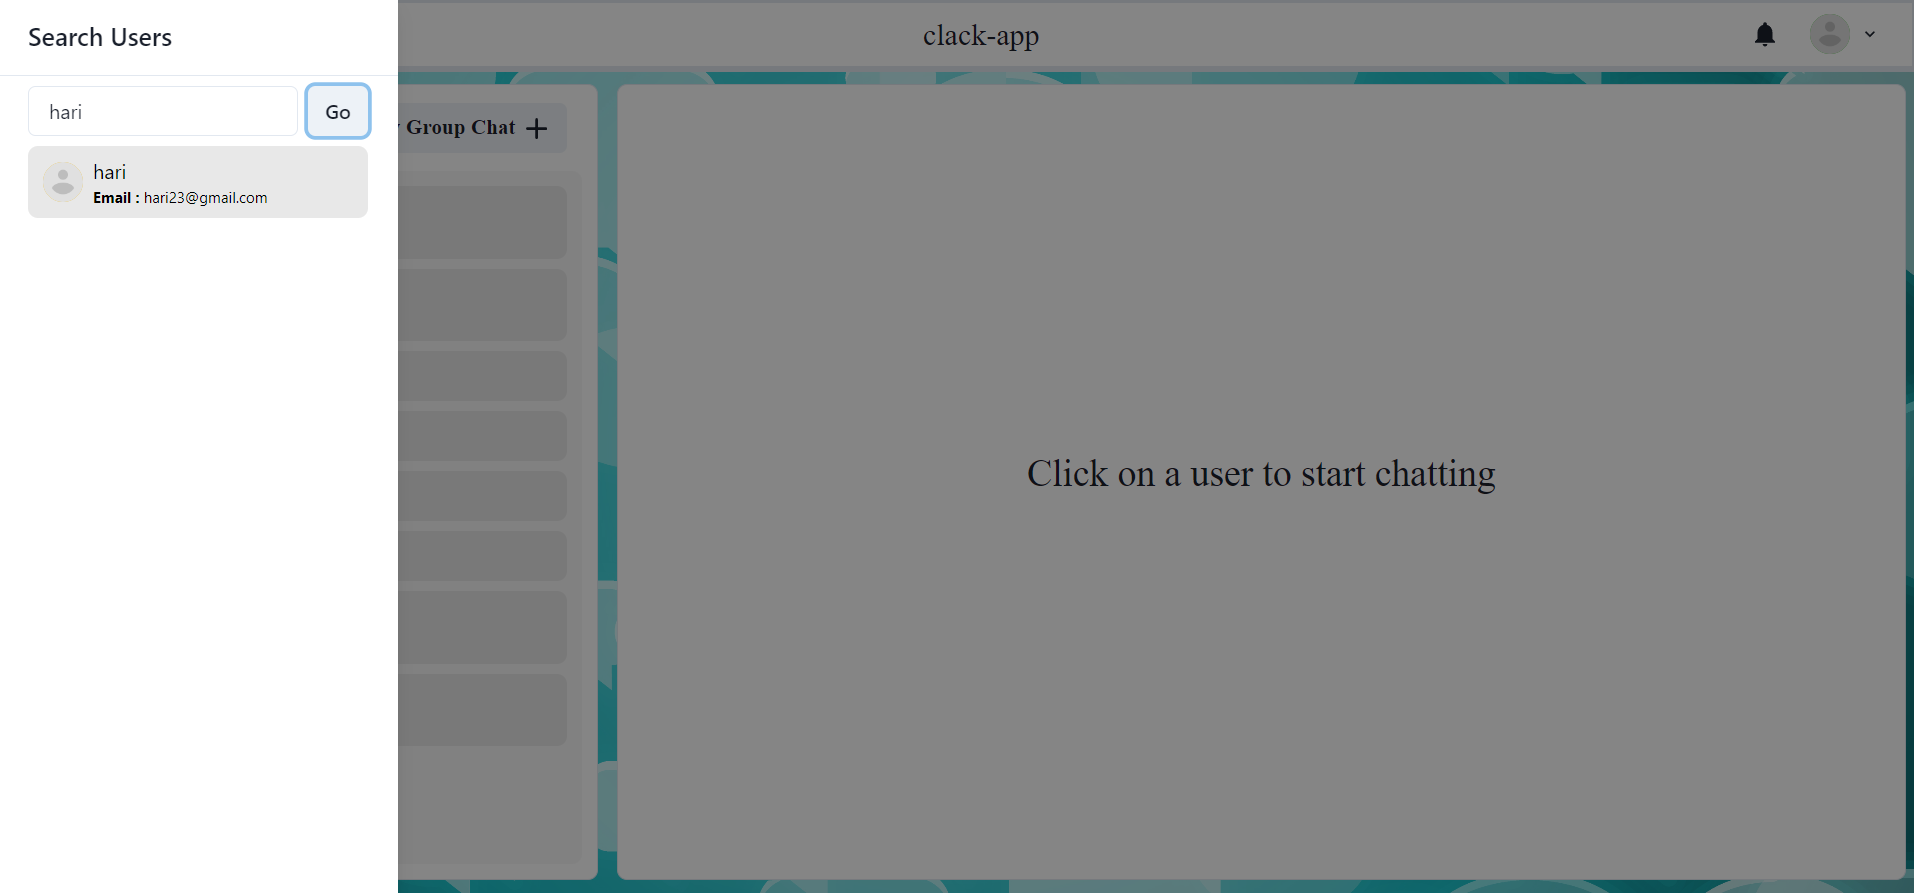 Search Users
hari
Go
hari
Email : hari23@gmail.com
clack-app
Group Chat
Click on a user to start chatting